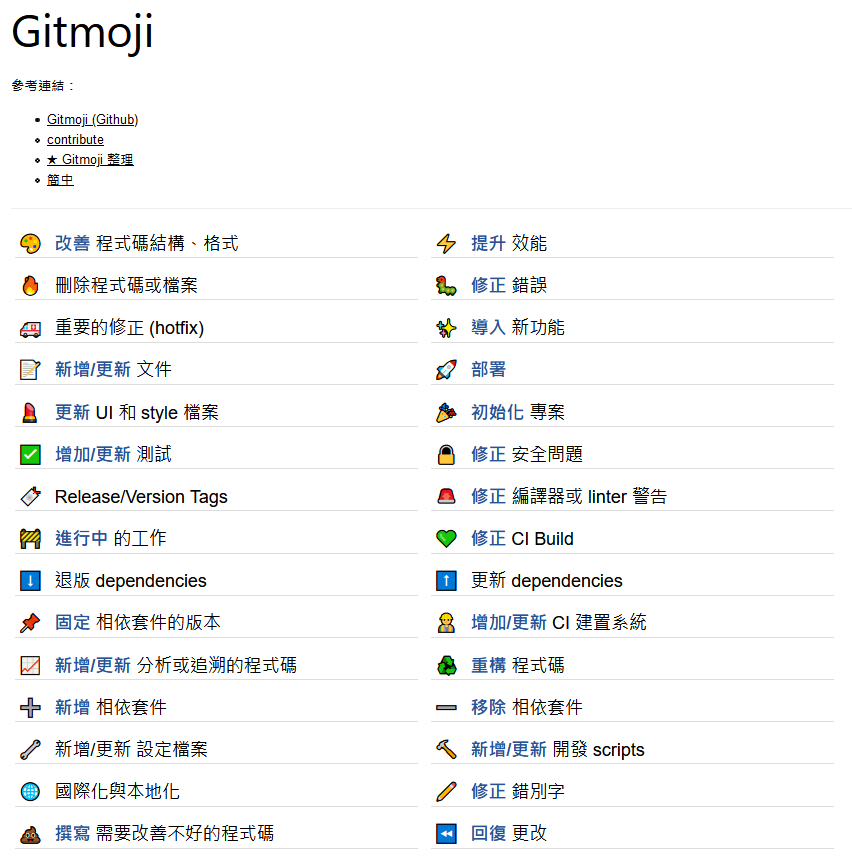 Gitmoji
參考連結：
Gitmoji (Github)
contribute
★ Gitmoji 整理
簡中
改善 程式碼結構、格式
提升 效能
刪除程式碼或檔案
修正 錯誤
重要的修正 (hotfix)
導入 新功能
新增/更新 文件
部署
更新 UI 和 style 檔案
初始化 專案
增加/更新 測試
修正 安全問題
Release/Version Tags
修正 編譯器或 linter 警告
進行中 的工作
修正 CI Build
退版 dependencies
更新 dependencies
固定 相依套件的版本
增加/更新 CI 建置系統
新增/更新 分析或追溯的程式碼
重構 程式碼
新增 相依套件
移除 相依套件
新增/更新 設定檔案
新增/更新 開發 scripts
國際化與本地化
修正 錯別字
撰寫 需要改善不好的程式碼
回復 更改